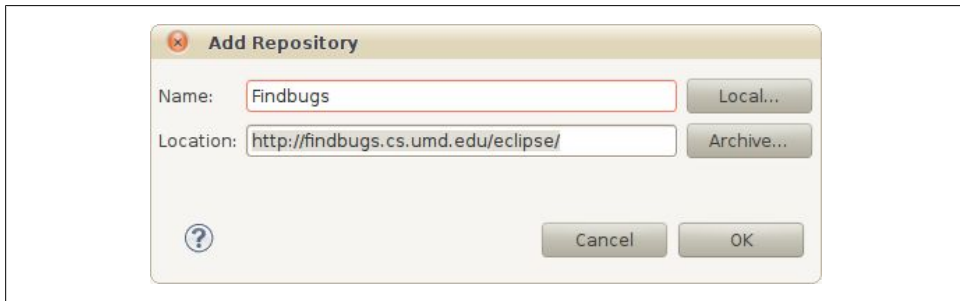 Add Repository
Name: Findbugs Local...
Location: http://findbugs.cs.umd.edu/eclipse/ Archive...
? Cancel OK